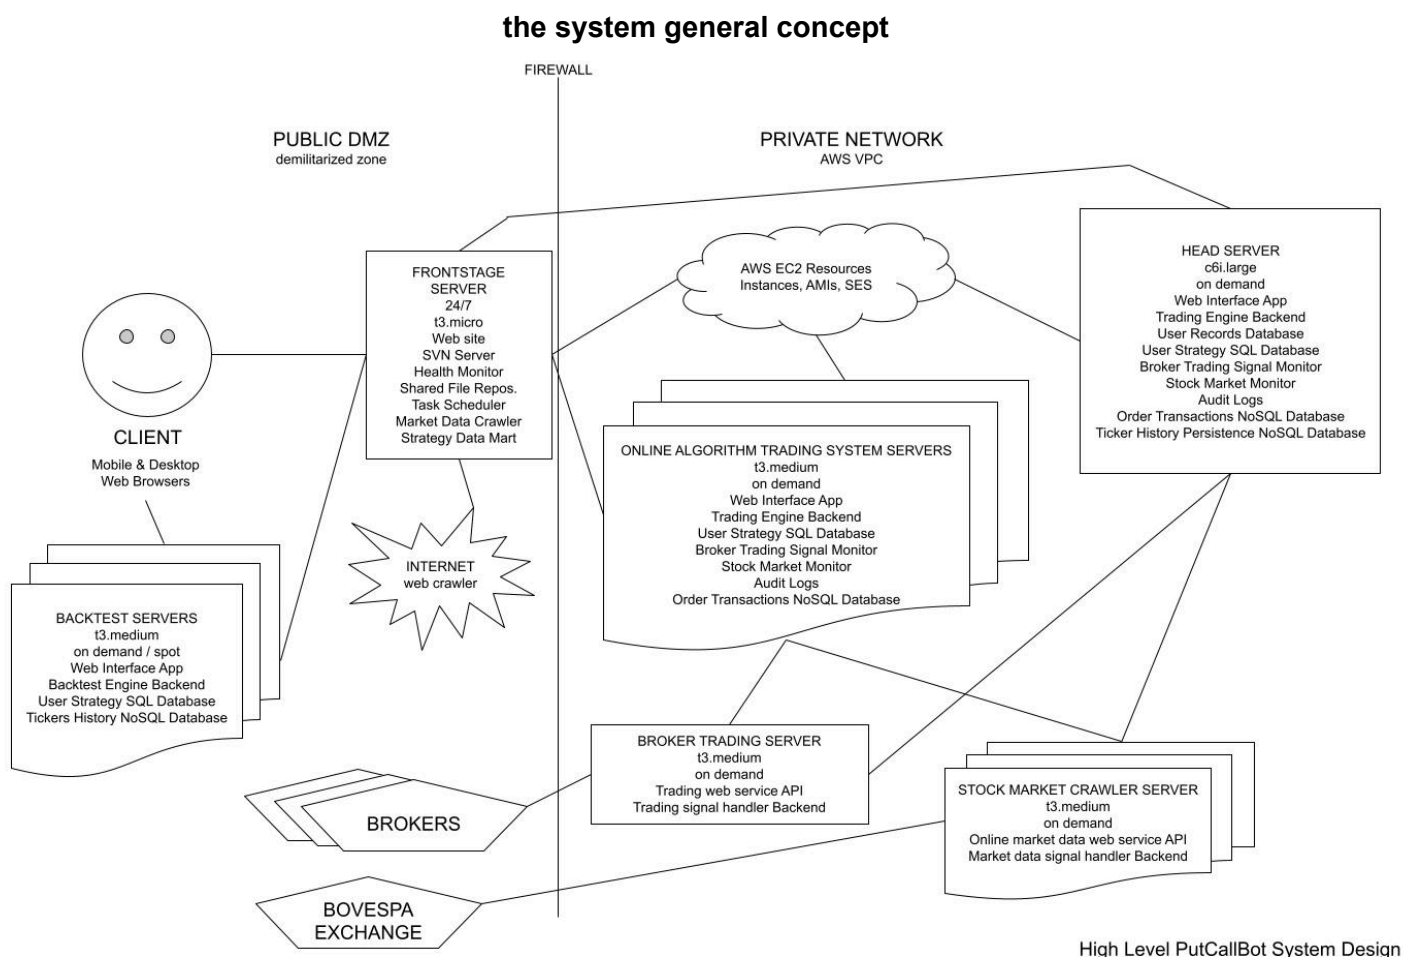 the system general concept
FIREWALL
PUBLIC DMZ
demilitarized zone
PRIVATE NETWORK
AWS VPC
FRONTSTAGE
SERVER
24/7
t3.micro
Web site
SVN Server
Health Monitor
Shared File Repos.
Task Scheduler
Market Data Crawler
Strategy Data Mart
AWS EC2 Resources
Instances, AMIs, SES
HEAD SERVER
c6i.large
on demand
Web Interface App
Trading Engine Backend
User Records Database
User Strategy SQL Database
Broker Trading Signal Monitor
Stock Market Monitor
Audit Logs
Order Transactions NoSQL Database
Ticker History Persistence NoSQL Database
CLIENT
Mobile & Desktop
Web Browsers
INTERNET
web crawler
ONLINE ALGORITHM TRADING SYSTEM SERVERS
t3.medium
on demand
Web Interface App
Trading Engine Backend
User Strategy SQL Database
Broker Trading Signal Monitor
Stock Market Monitor
Audit Logs
Order Transactions NoSQL Database
BACKTEST SERVERS
t3.medium
on demand / spot
Web Interface App
Backtest Engine Backend
User Strategy SQL Database
Tickers History NoSQL Database
BROKER TRADING SERVER
t3.medium
on demand
Trading web service API
Trading signal handler Backend
STOCK MARKET CRAWLER SERVER
t3.medium
on demand
Online market data web service API
Market data signal handler Backend
BROKERS
BOVESPA
EXCHANGE
High Level PutCallBot System Design